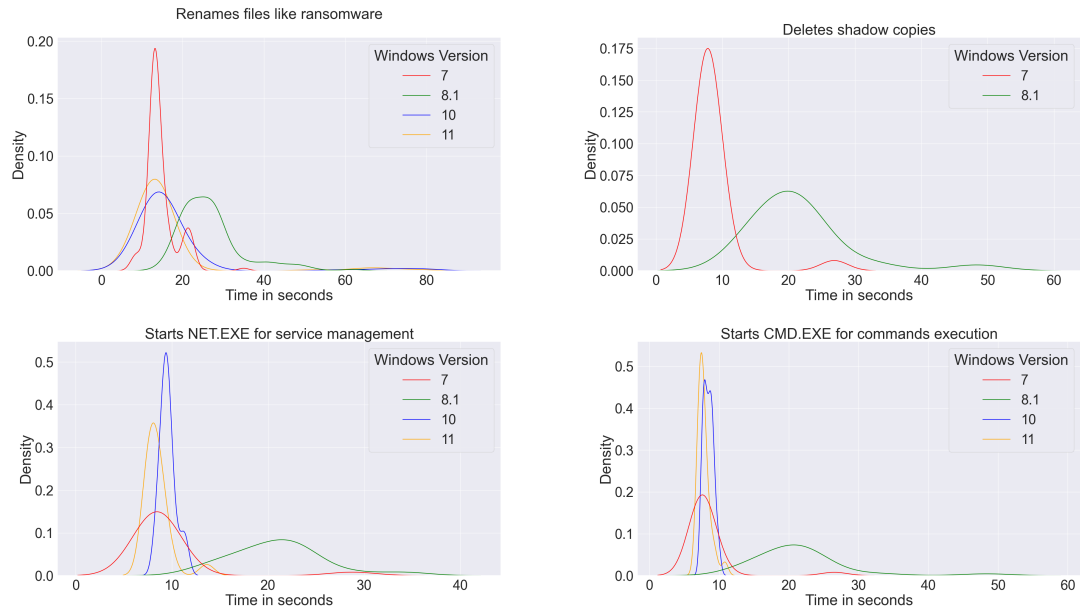 Renames files like ransomware
Density
0.20
0.15
0.10
0.05
0.00
Windows Version
7
8.1
10
11
0 20 40 60 80
Time in seconds
Deletes shadow copies
Density
0.175
0.150
0.125
0.100
0.075
0.050
0.025
0.000
Windows Version
7
8.1
0 10 20 30 40 50 60
Time in seconds
Starts NET.EXE for service management
Density
0.5
0.4
0.3
0.2
0.1
0.0
Windows Version
7
8.1
10
11
0 10 20 30 40
Time in seconds
Starts CMD.EXE for commands execution
Density
0.5
0.4
0.3
0.2
0.1
0.0
Windows Version
7
8.1
10
11
0 10 20 30 40 50 60
Time in seconds